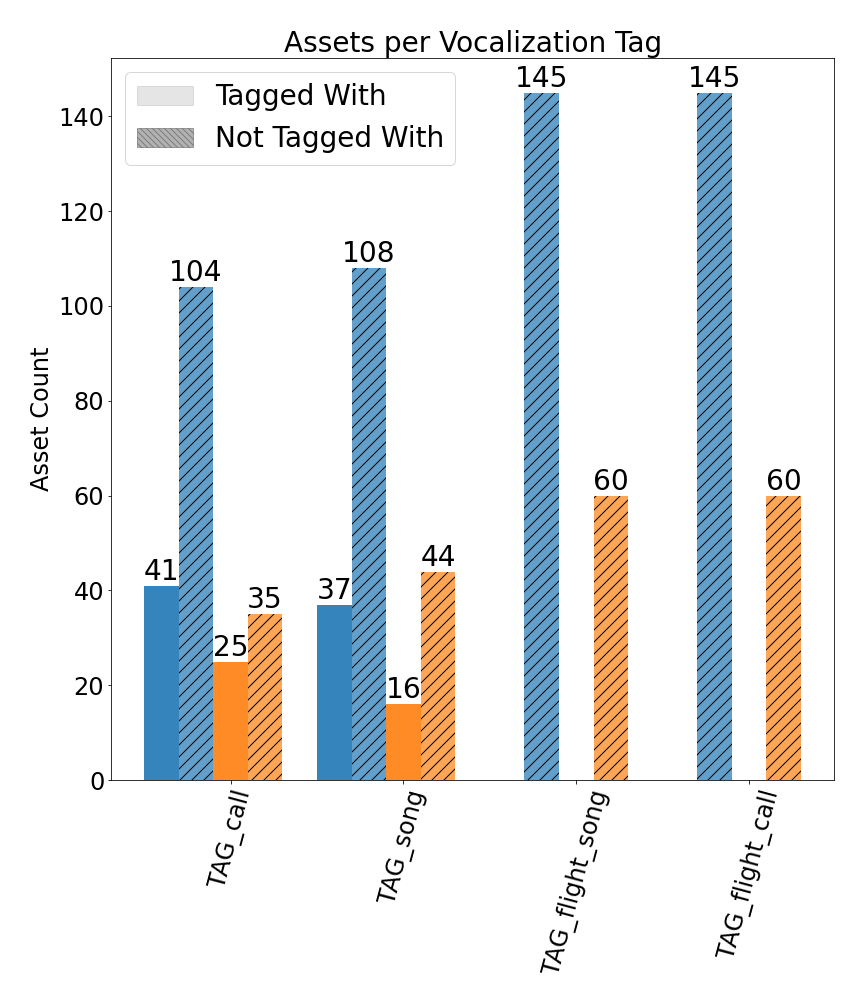 Assets per Vocalization Tag
Tagged With
Not Tagged With
Asset Count
140
120
100
80
60
40
20
0
41
104
25
35
37
108
16
44
145
60
145
60
TAG_call
TAG_song
TAG_flight_song
TAG_flight_call